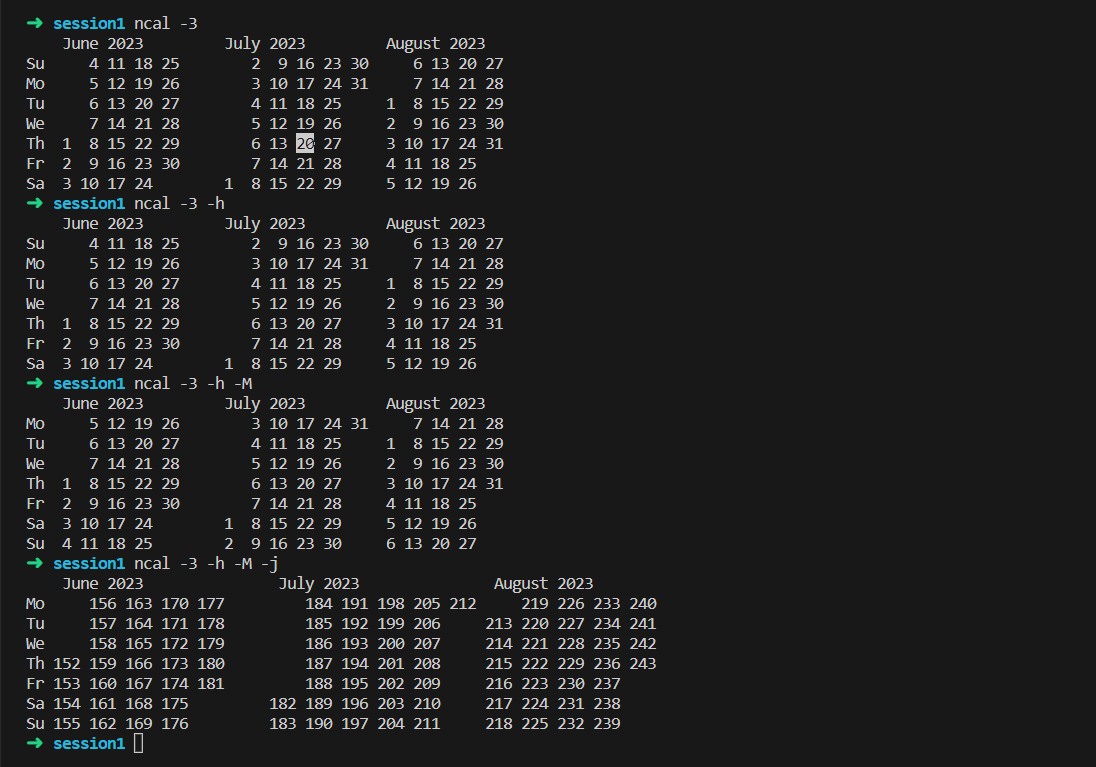 ➜ session1 ncal -3
    June 2023         July 2023         August 2023
Su     4 11 18 25        2  9 16 23 30     6 13 20 27
Mo     5 12 19 26        3 10 17 24 31     7 14 21 28
Tu     6 13 20 27        4 11 18 25     1  8 15 22 29
We     7 14 21 28        5 12 19 26     2  9 16 23 30
Th  1  8 15 22 29        6 13 20 27     3 10 17 24 31
Fr  2  9 16 23 30        7 14 21 28     4 11 18 25
Sa  3 10 17 24        1  8 15 22 29     5 12 19 26
➜ session1 ncal -3 -h
    June 2023         July 2023         August 2023
Su     4 11 18 25        2  9 16 23 30     6 13 20 27
Mo     5 12 19 26        3 10 17 24 31     7 14 21 28
Tu     6 13 20 27        4 11 18 25     1  8 15 22 29
We     7 14 21 28        5 12 19 26     2  9 16 23 30
Th  1  8 15 22 29        6 13 20 27     3 10 17 24 31
Fr  2  9 16 23 30        7 14 21 28     4 11 18 25
Sa  3 10 17 24        1  8 15 22 29     5 12 19 26
➜ session1 ncal -3 -h -M
    June 2023         July 2023         August 2023
Mo     5 12 19 26        3 10 17 24 31     7 14 21 28
Tu     6 13 20 27        4 11 18 25     1  8 15 22 29
We     7 14 21 28        5 12 19 26     2  9 16 23 30
Th  1  8 15 22 29        6 13 20 27     3 10 17 24 31
Fr  2  9 16 23 30        7 14 21 28     4 11 18 25
Sa  3 10 17 24        1  8 15 22 29     5 12 19 26
Su  4 11 18 25        2  9 16 23 30     6 13 20 27
➜ session1 ncal -3 -h -M -j
    June 2023               July 2023               August 2023
Mo     156 163 170 177         184 191 198 205 212     219 226 233 240
Tu     157 164 171 178         185 192 199 206     213 220 227 234 241
We     158 165 172 179         186 193 200 207     214 221 228 235 242
Th 152 159 166 173 180         187 194 201 208     215 222 229 236 243
Fr 153 160 167 174 181         188 195 202 209     216 223 230 237
Sa 154 161 168 175         182 189 196 203 210     217 224 231 238
Su 155 162 169 176         183 190 197 204 211     218 225 232 239
➜ session1